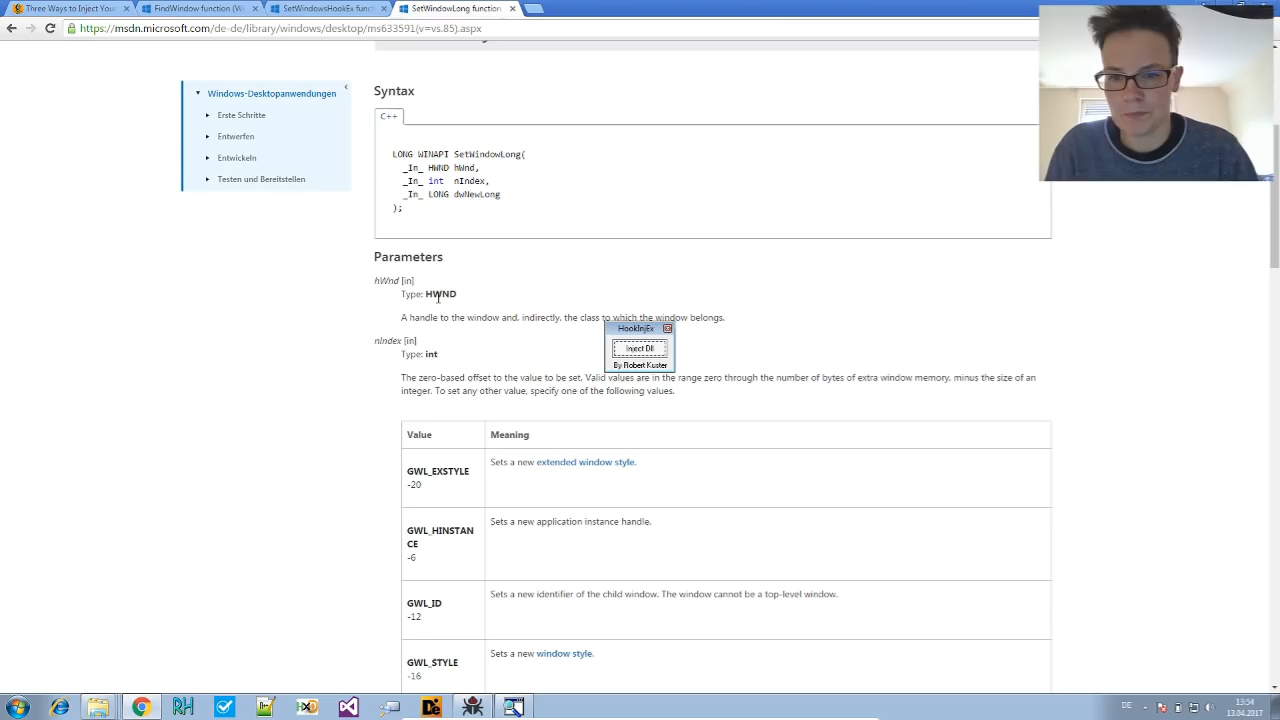 Three Ways to Inject Your
FindWindow function (W
SetWindowsHookEx func
SetWindowLong function
https://msdn.microsoft.com/de-de/library/windows/desktop/ms633591(v=vs.85).aspx
Windows-Desktopanwendungen
Erste Schritte
Entwerfen
Entwickeln
Testen und Bereitstellen
Syntax
C++
LONG WINAPI SetWindowLong(
_In_ HWND hWnd,
_In_ int nIndex,
_In_ LONG dwNewLong
);
Parameters
hWnd [in]
Type: HWND
A handle to the window and, indirectly, the class to which the window belongs.
HookInjEx
Inject Dll
By Robert Kuster
nIndex [in]
Type: int
The zero-based offset to the value to be set. Valid values are in the range zero through the number of bytes of extra window memory, minus the size of an
integer. To set any other value, specify one of the following values.
Value Meaning
GWL_EXSTYLE
-20
Sets a new extended window style.
GWL_HINSTAN
CE
-6
Sets a new application instance handle.
GWL_ID
-12
Sets a new identifier of the child window. The window cannot be a top-level window.
GWL_STYLE
-16
Sets a new window style.
DE
13:54
13.04.2017